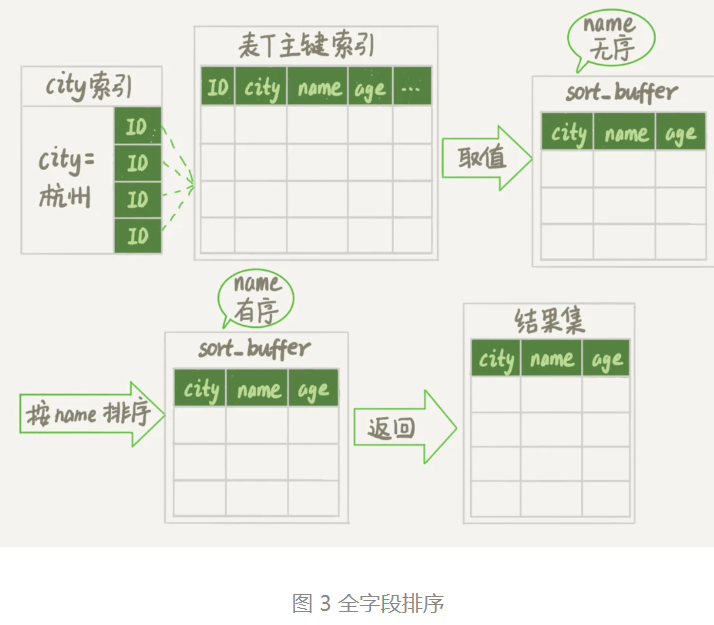 city索引
city=
杭州
ID
ID
ID
ID
表T主键索引
ID city name age ...
取值
name
无序
sort_buffer
city name age
按name排序
name
有序
sort_buffer
city name age
返回
结果集
city name age
图 3 全字段排序